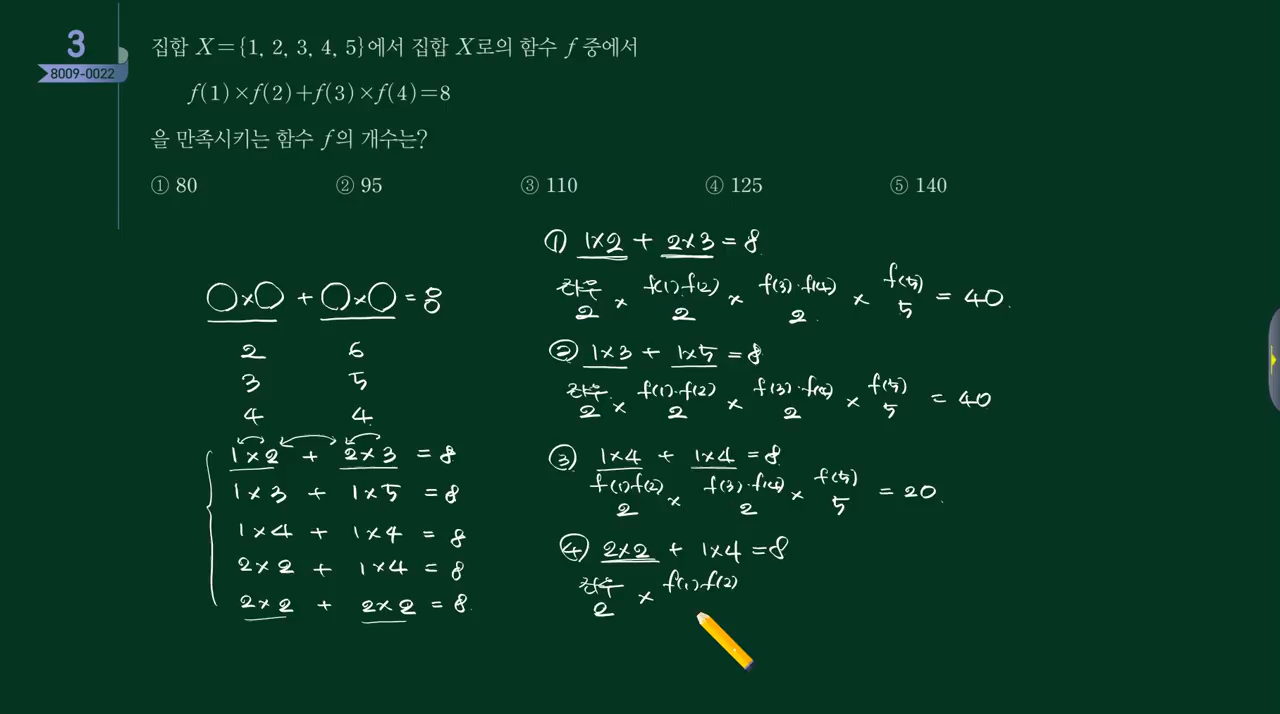 3
8009-0022
집합 X={1, 2, 3, 4, 5}에서 집합 X로의 함수 f 중에서
f(1)×f(2)+f(3)×f(4)=8
을 만족시키는 함수 f의 개수는?
① 80 ② 95 ③ 110 ④ 125 ⑤ 140
○×○ + ○×○ = 8
2 6
3 5
4 4
1×2 + 2×3 = 8
1×3 + 1×5 = 8
1×4 + 1×4 = 8
2×2 + 1×4 = 8
2×2 + 2×2 = 8
① 1×2 + 2×3 = 8
좌우 f(1)·f(2) f(3)·f(4) f(5)
2 × 2 × 2 × 5 = 40
② 1×3 + 1×5 = 8
좌우 f(1)·f(2) f(3)·f(4) f(5)
2 × 2 × 2 × 5 = 40
③ 1×4 + 1×4 = 8
f(1)f(2) f(3)·f(4) f(5)
2 × 2 × 5 = 20
④ 2×2 + 1×4 = 8
좌우 f(1)f(2)
2 ×